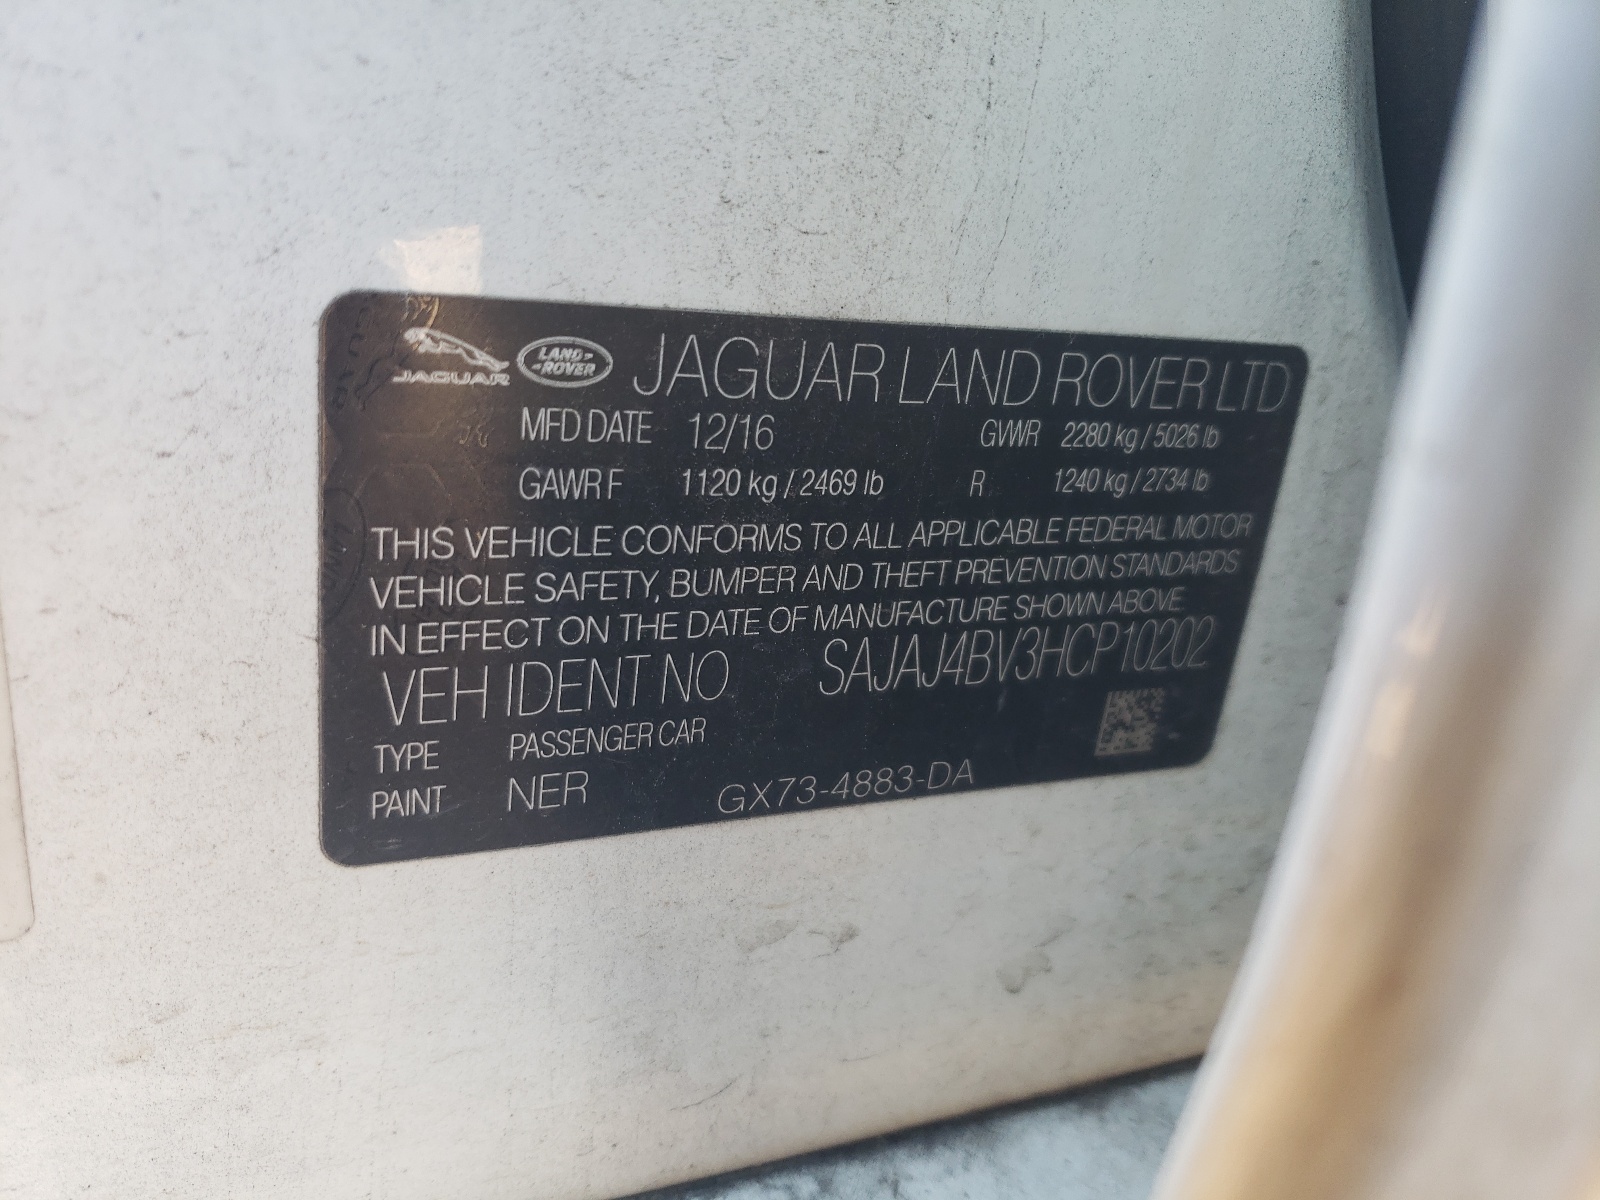 JAGUAR LAND-ROVER JAGUAR LAND ROVER LTD
MFD DATE 12/16 GVWR 2280 kg / 5026 lb
GAWR F 1120 kg / 2469 lb R 1240 kg / 2734 lb
THIS VEHICLE CONFORMS TO ALL APPLICABLE FEDERAL MOTOR
VEHICLE SAFETY, BUMPER AND THEFT PREVENTION STANDARDS
IN EFFECT ON THE DATE OF MANUFACTURE SHOWN ABOVE
VEH IDENT NO SAJAJ4BV3HCP10202
TYPE PASSENGER CAR
PAINT NER GX73-4883-DA